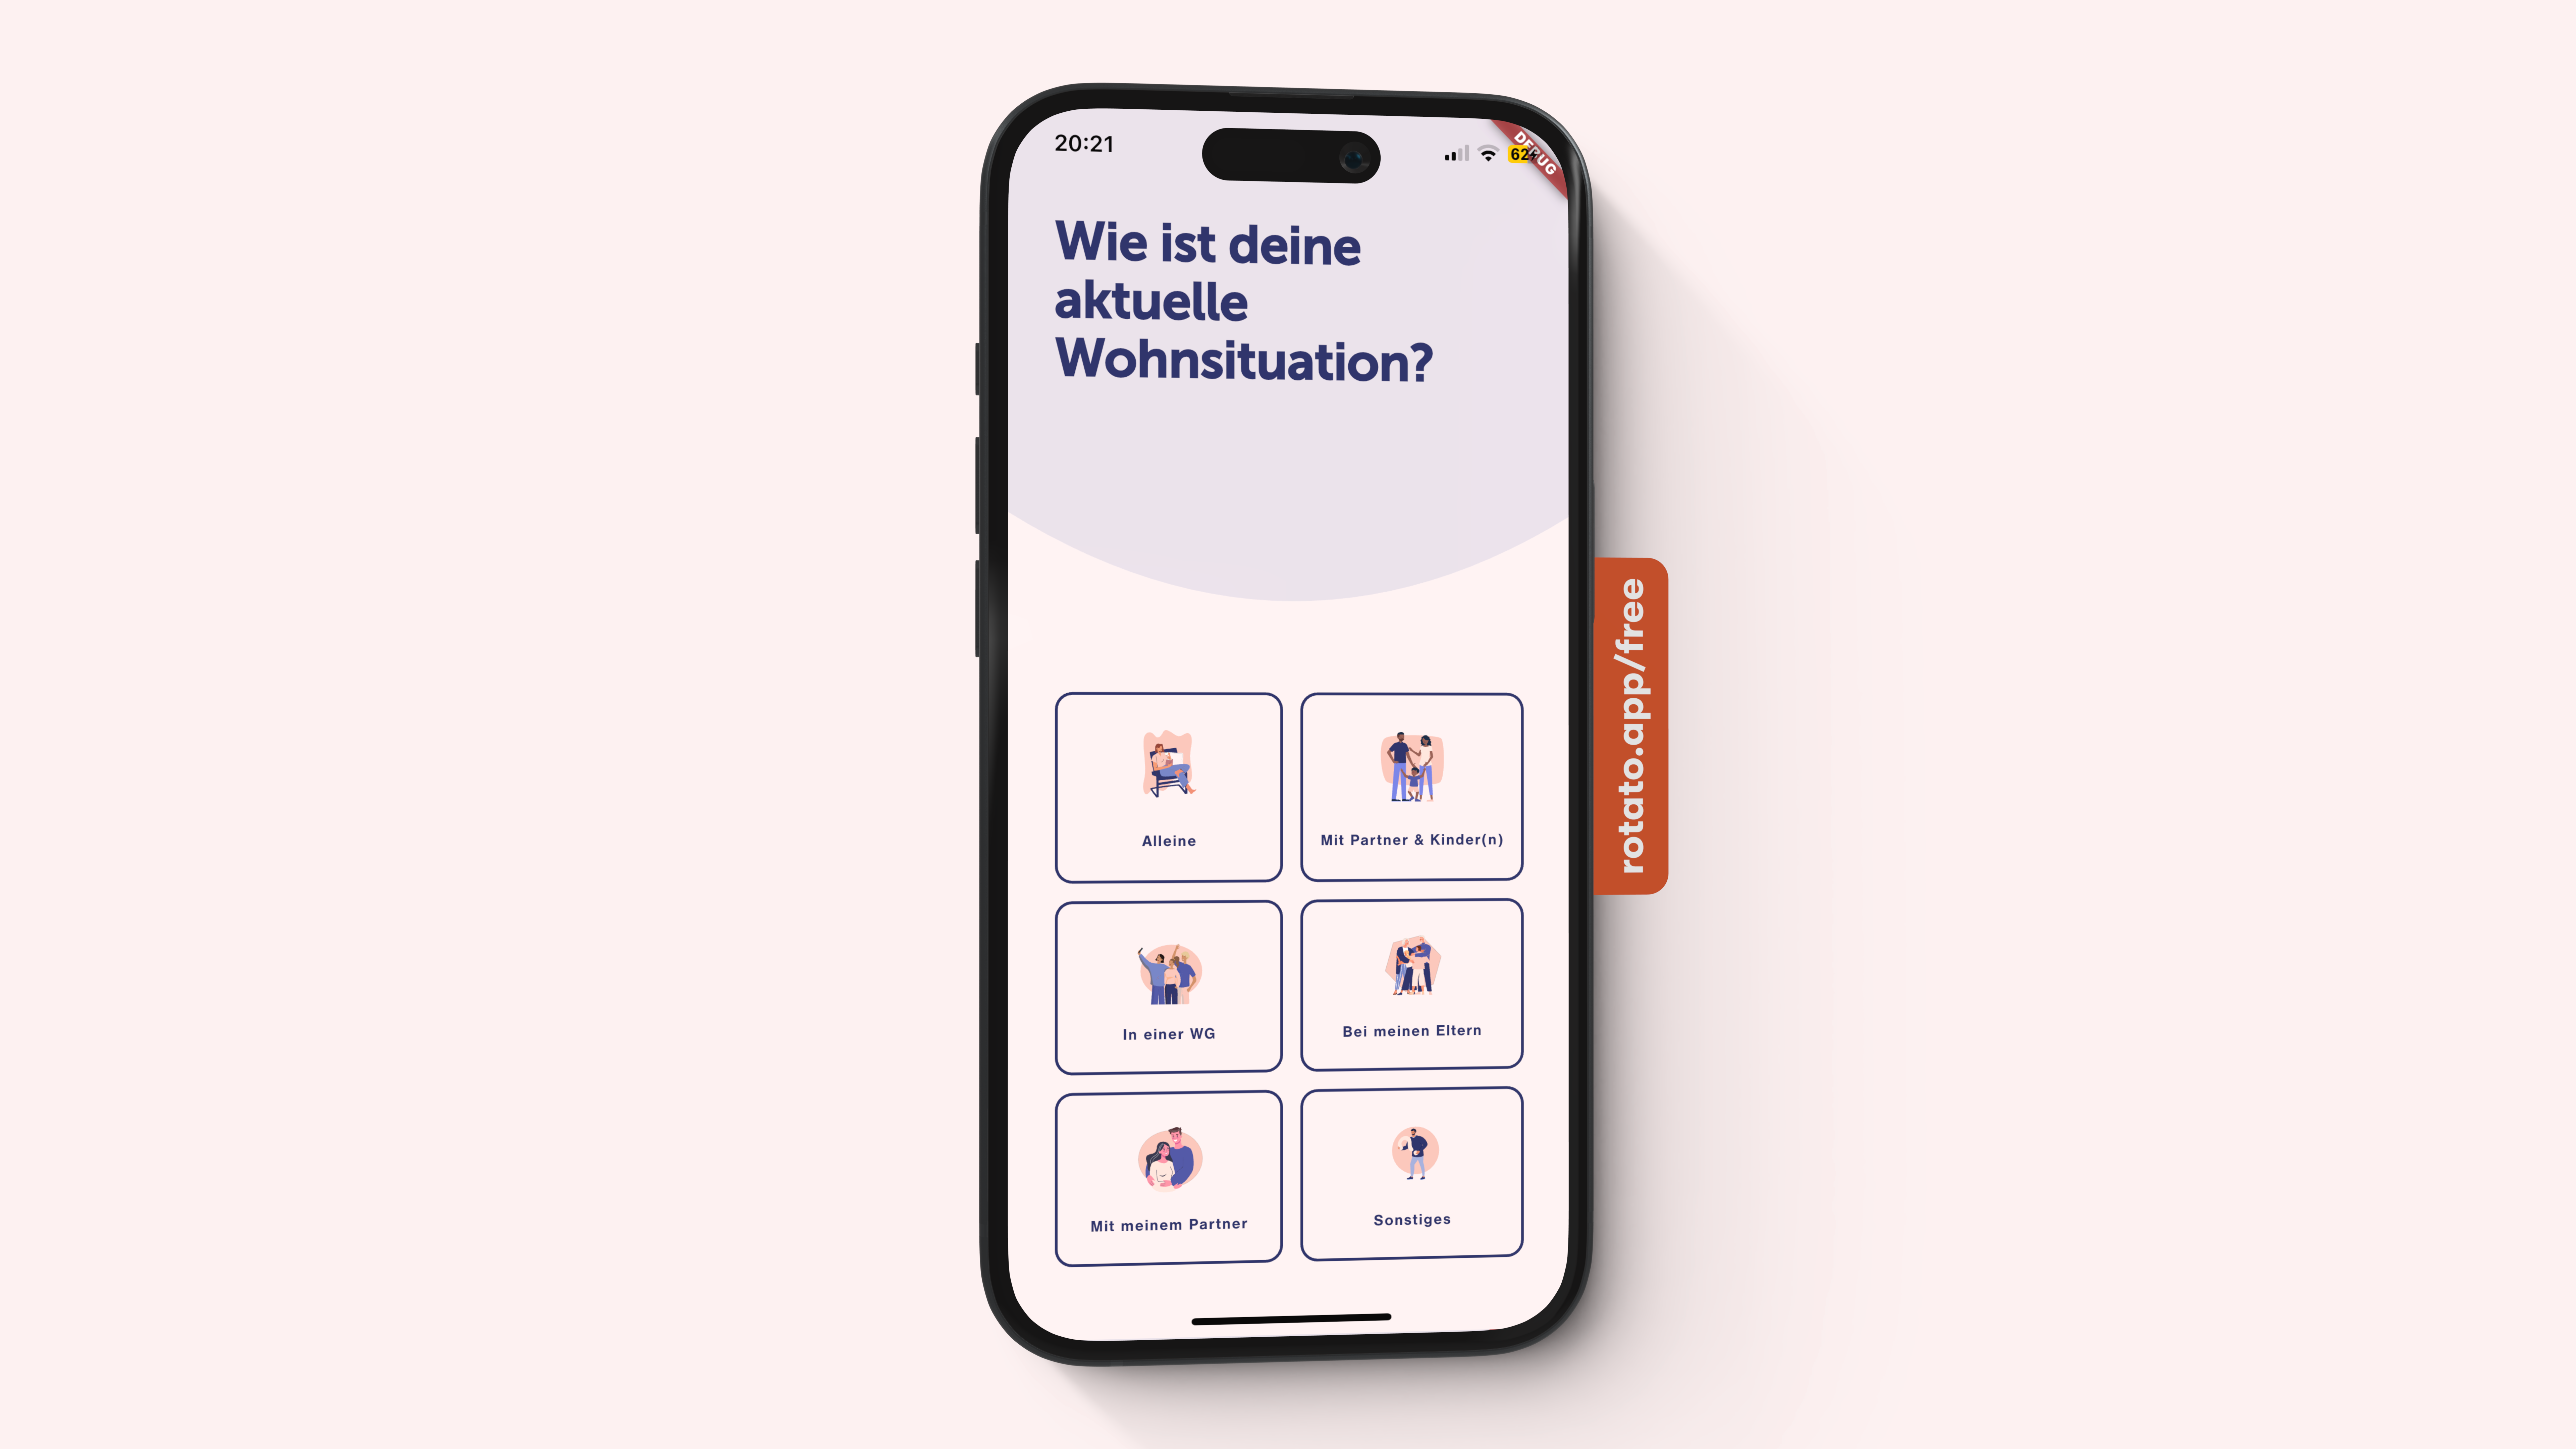 20:21
62
DEBUG
Wie ist deine
aktuelle
Wohnsituation?
Alleine
Mit Partner & Kinder(n)
In einer WG
Bei meinen Eltern
Mit meinem Partner
Sonstiges
rotato.app/free